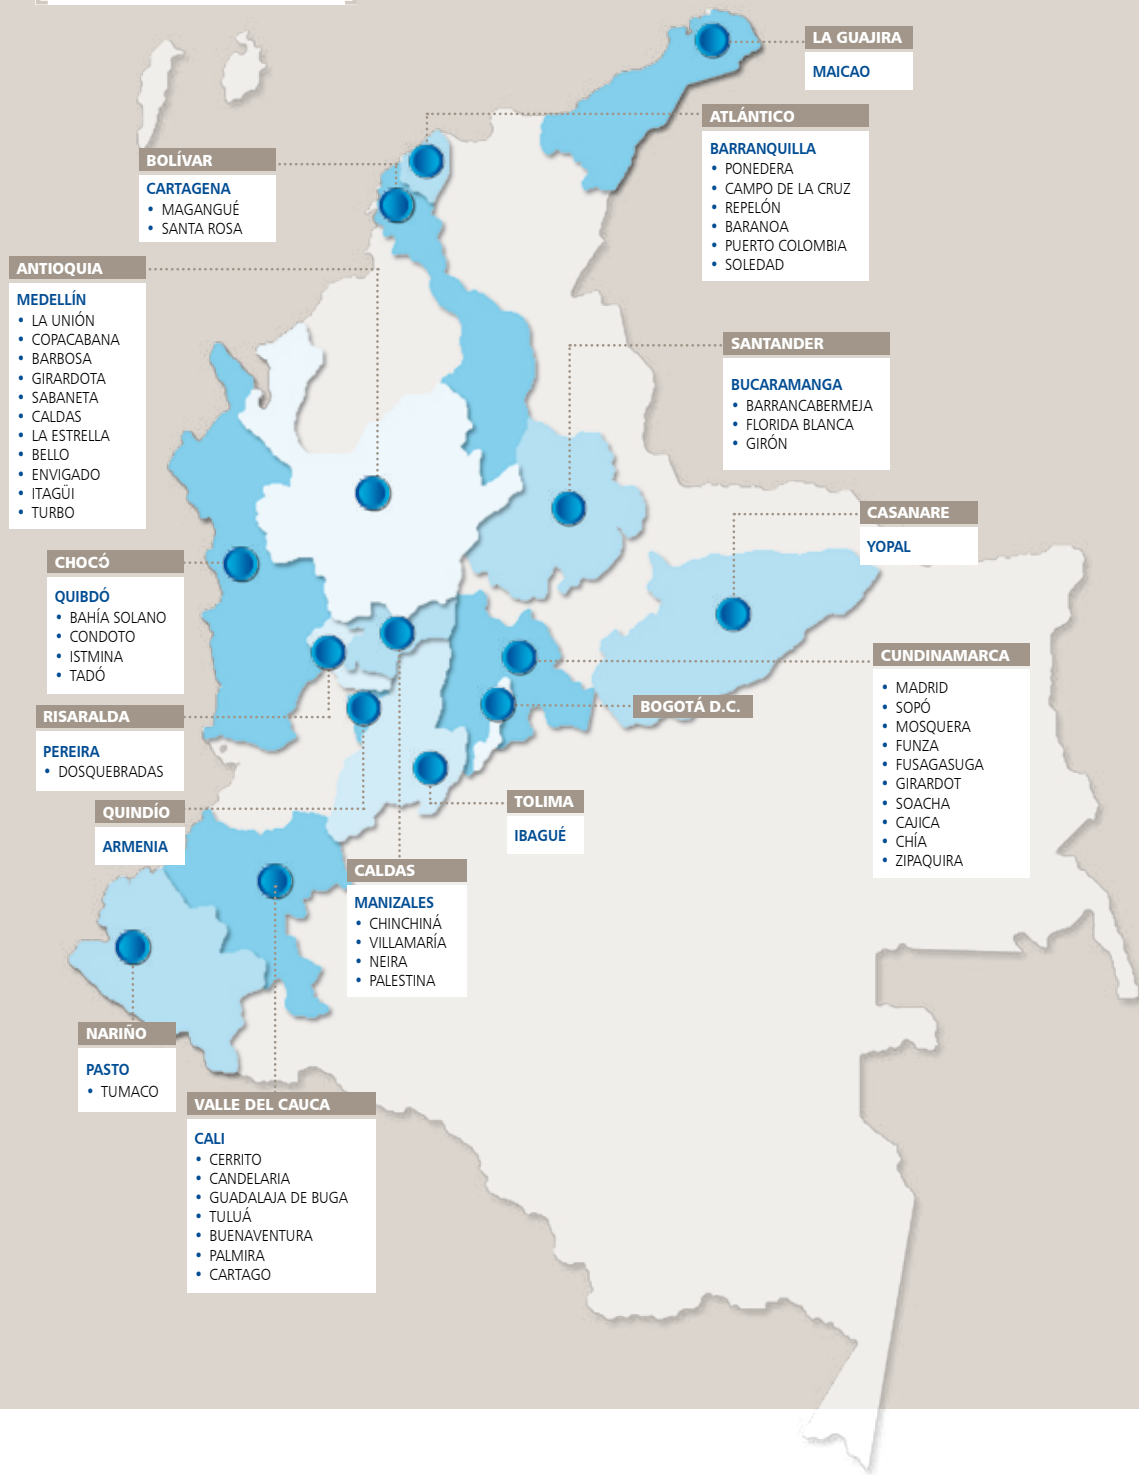 LA GUAJIRA
MAICAO
ATLÁNTICO
BARRANQUILLA
• PONEDERA
• CAMPO DE LA CRUZ
• REPELÓN
• BARANOA
• PUERTO COLOMBIA
• SOLEDAD
BOLÍVAR
CARTAGENA
• MAGANGUÉ
• SANTA ROSA
ANTIOQUIA
MEDELLÍN
• LA UNIÓN
• COPACABANA
• BARBOSA
• GIRARDOTA
• SABANETA
• CALDAS
• LA ESTRELLA
• BELLO
• ENVIGADO
• ITAGÜI
• TURBO
SANTANDER
BUCARAMANGA
• BARRANCABERMEJA
• FLORIDA BLANCA
• GIRÓN
CASANARE
YOPAL
CHOCÓ
QUIBDÓ
• BAHÍA SOLANO
• CONDOTO
• ISTMINA
• TADÓ
CUNDINAMARCA
• MADRID
• SOPÓ
• MOSQUERA
• FUNZA
• FUSAGASUGA
• GIRARDOT
• SOACHA
• CAJICA
• CHÍA
• ZIPAQUIRA
BOGOTÁ D.C.
RISARALDA
PEREIRA
• DOSQUEBRADAS
TOLIMA
IBAGUÉ
QUINDÍO
ARMENIA
CALDAS
MANIZALES
• CHINCHINÁ
• VILLAMARÍA
• NEIRA
• PALESTINA
NARIÑO
PASTO
• TUMACO
VALLE DEL CAUCA
CALI
• CERRITO
• CANDELARIA
• GUADALAJA DE BUGA
• TULUÁ
• BUENAVENTURA
• PALMIRA
• CARTAGO